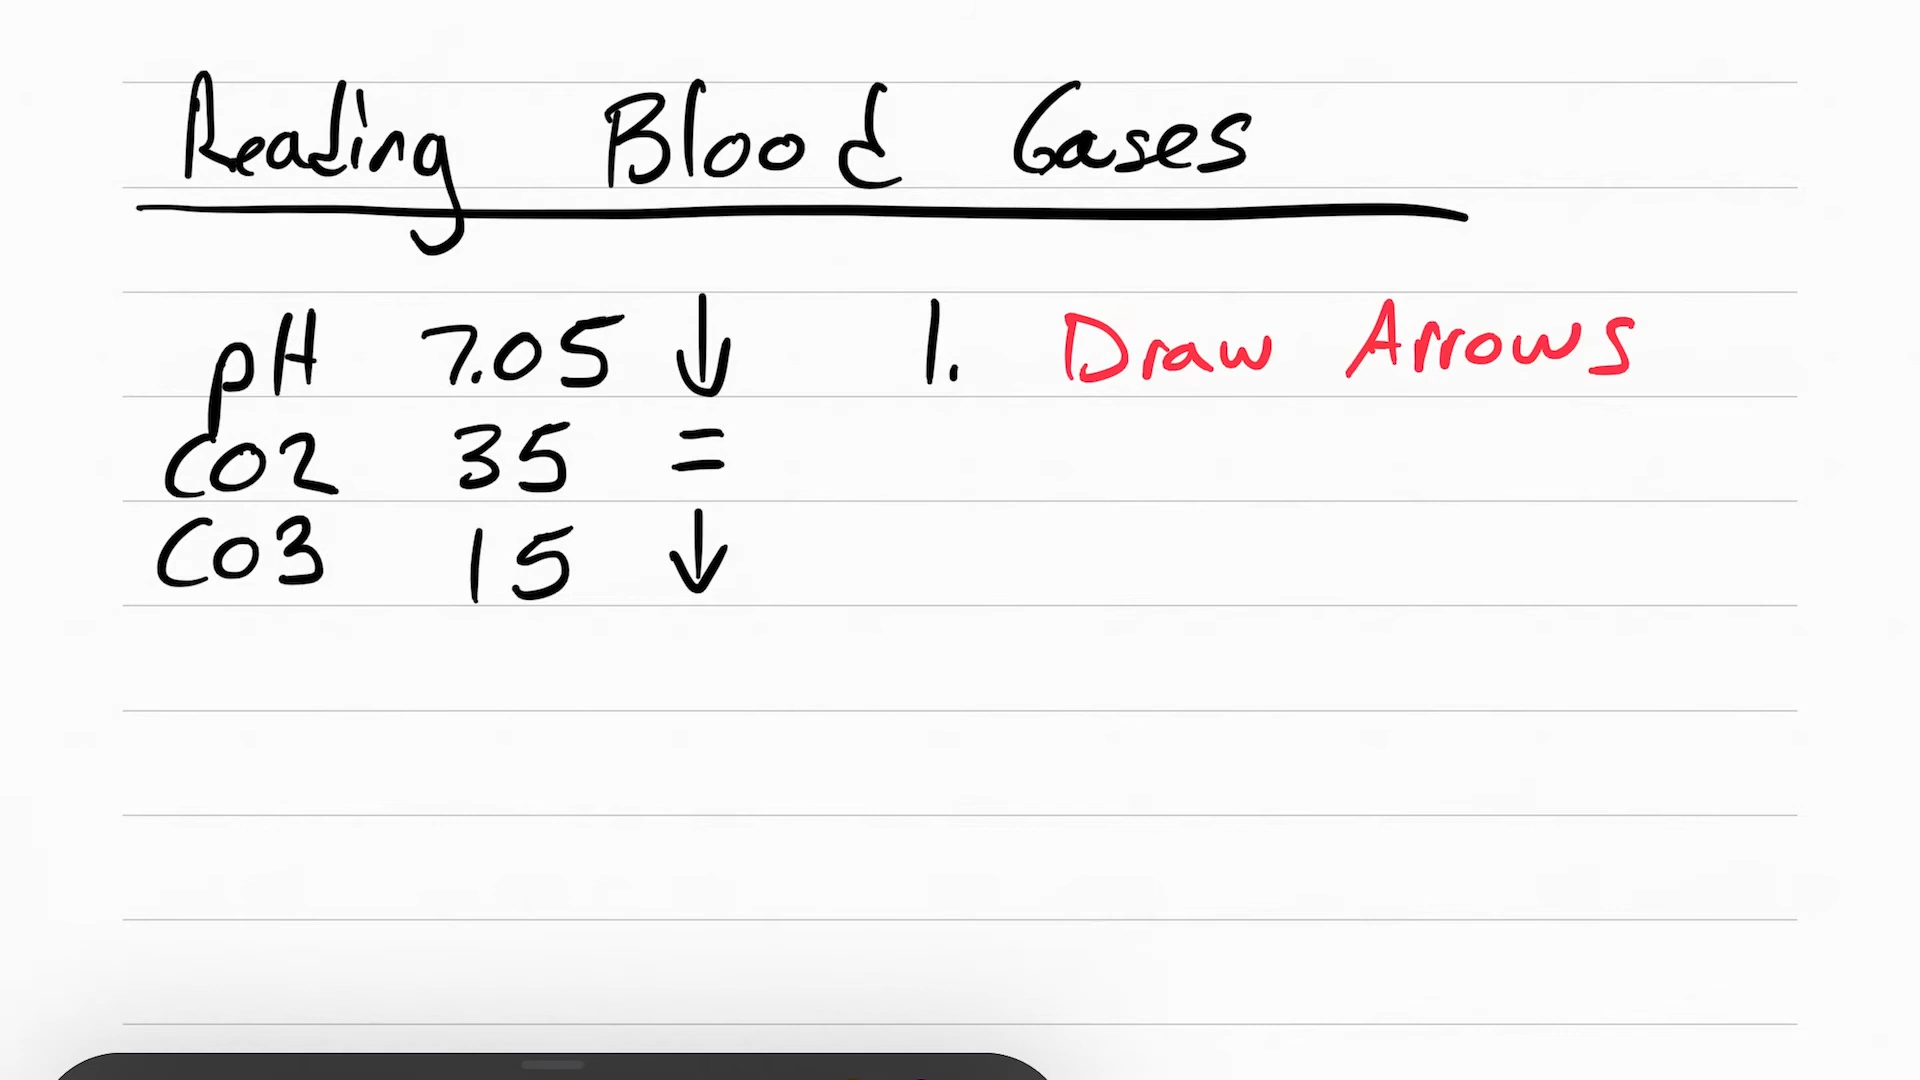 Reading Blood Gases
pH 7.05 ↓ 1. Draw Arrows
CO2 35 =
CO3 15 ↓